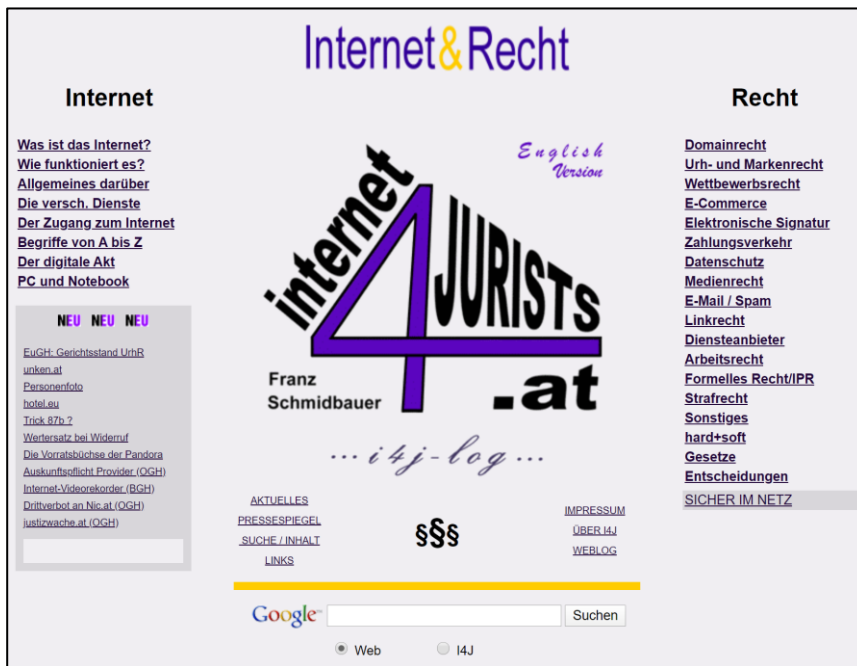 Internet&Recht
Internet
Was ist das Internet?
Wie funktioniert es?
Allgemeines darüber
Die versch. Dienste
Der Zugang zum Internet
Begriffe von A bis Z
Der digitale Akt
PC und Notebook
NEU NEU NEU
EuGH: Gerichtsstand UrhR
unken.at
Personenfoto
hotel.eu
Trick 87b ?
Wertersatz bei Widerruf
Die Vorratsbüchse der Pandora
Auskunftspflicht Provider (OGH)
Internet-Videorekorder (BGH)
Drittverbot an Nic.at (OGH)
justizwache.at (OGH)
English
Version
internet
4
JURISTS
.at
Franz
Schmidbauer
...i4j-log...
AKTUELLES
PRESSESPIEGEL
SUCHE / INHALT
LINKS
§§§
IMPRESSUM
ÜBER I4J
WEBLOG
Google™ Suchen
Web I4J
Recht
Domainrecht
Urh- und Markenrecht
Wettbewerbsrecht
E-Commerce
Elektronische Signatur
Zahlungsverkehr
Datenschutz
Medienrecht
E-Mail / Spam
Linkrecht
Diensteanbieter
Arbeitsrecht
Formelles Recht/IPR
Strafrecht
Sonstiges
hard+soft
Gesetze
Entscheidungen
SICHER IM NETZ